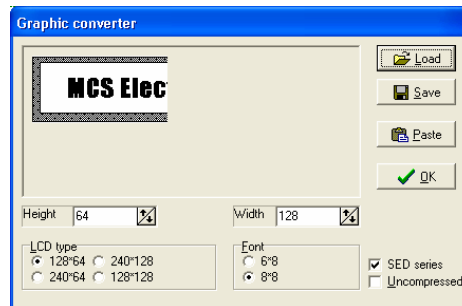 Graphic converter
MCS Elec
Load
Save
Paste
OK
Height 64 Width 128
LCD type
128*64 240*128
240*64 128*128
Font
6*8
8*8
SED series
Uncompressed